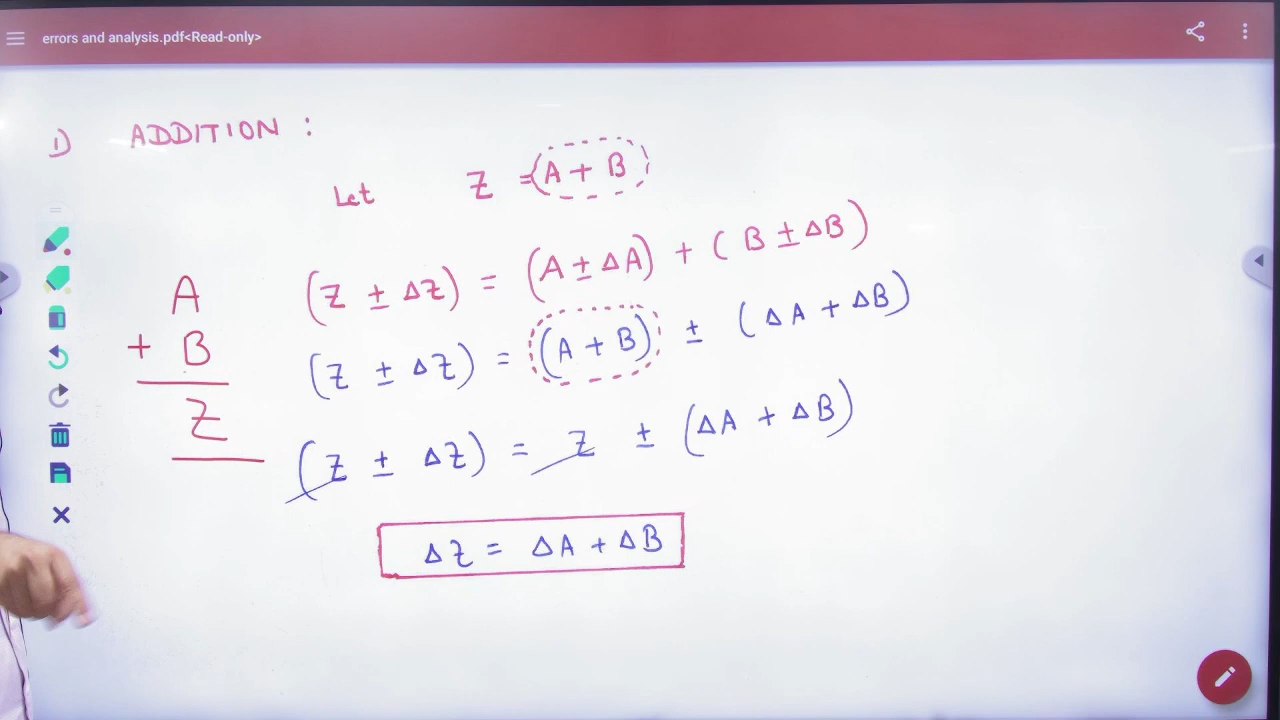 errors and analysis.pdf<Read-only>
1) ADDITION :
Let Z = (A + B)
A
+ B
Z
(Z ± ΔZ) = (A ± ΔA) + (B ± ΔB)
(Z ± ΔZ) = (A + B) ± (ΔA + ΔB)
(Z ± ΔZ) = Z ± (ΔA + ΔB)
ΔZ = ΔA + ΔB